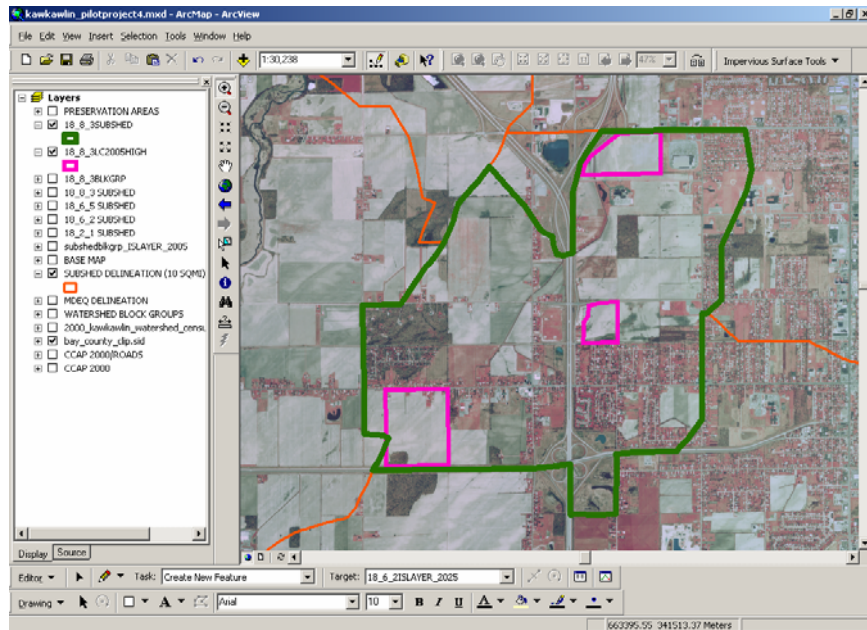 kawkawlin_pilotproject4.mxd - ArcMap - ArcView
File Edit View Insert Selection Tools Window Help
1:30,238
47%
Impervious Surface Tools
Layers
PRESERVATION AREAS
18_8_3SUBSHED
18_8_3LC2005HIGH
18_8_3BLKGRP
18_8_3 SUBSHED
18_6_5 SUBSHED
18_6_2 SUBSHED
18_2_1 SUBSHED
subshedblkgrp_ISLAYER_2005
BASE MAP
SUBSHED DELINEATION (10 SQMI)
MDEQ DELINEATION
WATERSHED BLOCK GROUPS
2000_kawkawlin_watershed_censu
bay_county_clip.sid
CCAP 2000/ROADS
CCAP 2000
Display Source
Editor Task: Create New Feature Target: 18_6_2ISLAYER_2025
Drawing A Arial 10 B I U A
663395.55 341513.37 Meters